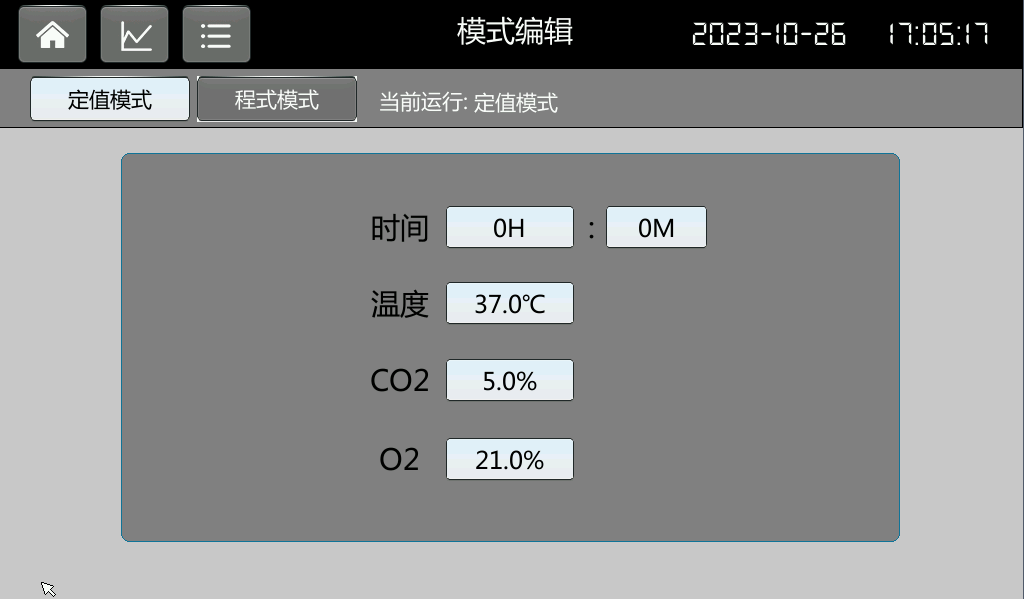 模式编辑 2023-10-26 17:05:17
定值模式 程式模式 当前运行: 定值模式
时间 0H : 0M
温度 37.0℃
CO2 5.0%
O2 21.0%